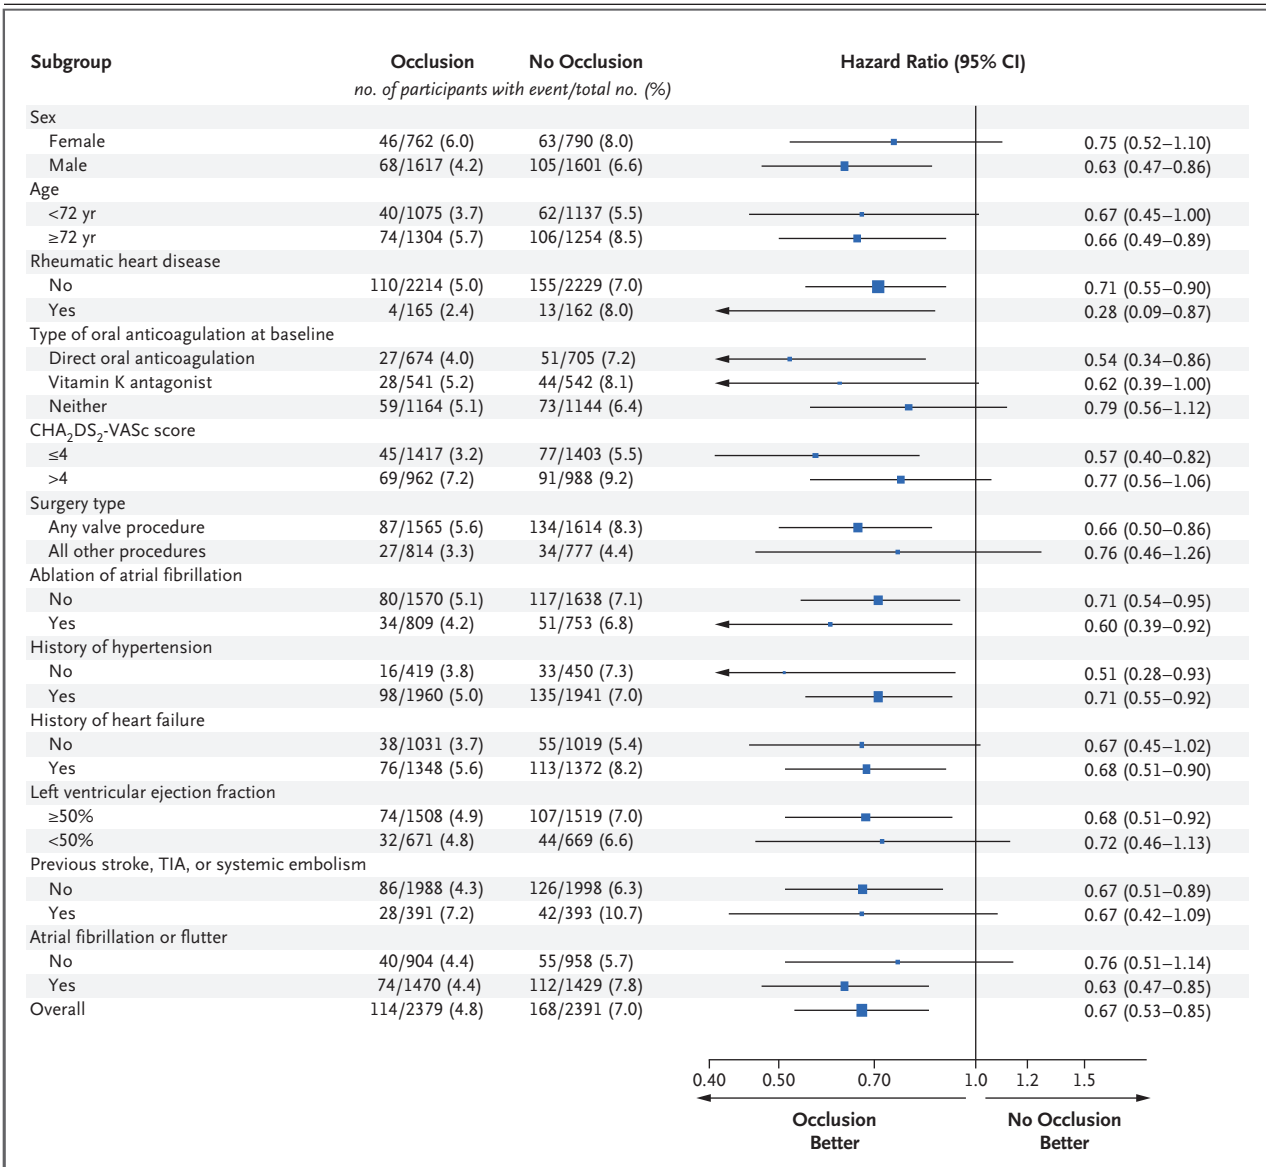 Subgroup Occlusion No Occlusion Hazard Ratio (95% CI)
no. of participants with event/total no. (%)
Sex
Female 46/762 (6.0) 63/790 (8.0) 0.75 (0.52–1.10)
Male 68/1617 (4.2) 105/1601 (6.6) 0.63 (0.47–0.86)
Age
<72 yr 40/1075 (3.7) 62/1137 (5.5) 0.67 (0.45–1.00)
≥72 yr 74/1304 (5.7) 106/1254 (8.5) 0.66 (0.49–0.89)
Rheumatic heart disease
No 110/2214 (5.0) 155/2229 (7.0) 0.71 (0.55–0.90)
Yes 4/165 (2.4) 13/162 (8.0) 0.28 (0.09–0.87)
Type of oral anticoagulation at baseline
Direct oral anticoagulation 27/674 (4.0) 51/705 (7.2) 0.54 (0.34–0.86)
Vitamin K antagonist 28/541 (5.2) 44/542 (8.1) 0.62 (0.39–1.00)
Neither 59/1164 (5.1) 73/1144 (6.4) 0.79 (0.56–1.12)
CHA₂DS₂-VASc score
≤4 45/1417 (3.2) 77/1403 (5.5) 0.57 (0.40–0.82)
>4 69/962 (7.2) 91/988 (9.2) 0.77 (0.56–1.06)
Surgery type
Any valve procedure 87/1565 (5.6) 134/1614 (8.3) 0.66 (0.50–0.86)
All other procedures 27/814 (3.3) 34/777 (4.4) 0.76 (0.46–1.26)
Ablation of atrial fibrillation
No 80/1570 (5.1) 117/1638 (7.1) 0.71 (0.54–0.95)
Yes 34/809 (4.2) 51/753 (6.8) 0.60 (0.39–0.92)
History of hypertension
No 16/419 (3.8) 33/450 (7.3) 0.51 (0.28–0.93)
Yes 98/1960 (5.0) 135/1941 (7.0) 0.71 (0.55–0.92)
History of heart failure
No 38/1031 (3.7) 55/1019 (5.4) 0.67 (0.45–1.02)
Yes 76/1348 (5.6) 113/1372 (8.2) 0.68 (0.51–0.90)
Left ventricular ejection fraction
≥50% 74/1508 (4.9) 107/1519 (7.0) 0.68 (0.51–0.92)
<50% 32/671 (4.8) 44/669 (6.6) 0.72 (0.46–1.13)
Previous stroke, TIA, or systemic embolism
No 86/1988 (4.3) 126/1998 (6.3) 0.67 (0.51–0.89)
Yes 28/391 (7.2) 42/393 (10.7) 0.67 (0.42–1.09)
Atrial fibrillation or flutter
No 40/904 (4.4) 55/958 (5.7) 0.76 (0.51–1.14)
Yes 74/1470 (4.4) 112/1429 (7.8) 0.63 (0.47–0.85)
Overall 114/2379 (4.8) 168/2391 (7.0) 0.67 (0.53–0.85)
0.40 0.50 0.70 1.0 1.2 1.5
Occlusion No Occlusion
Better Better